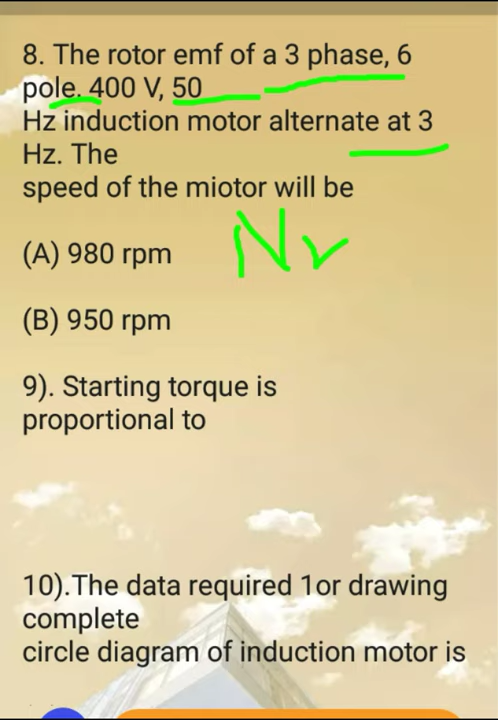 8. The rotor emf of a 3 phase, 6
pole. 400 V, 50
Hz induction motor alternate at 3
Hz. The
speed of the miotor will be
Nr
(A) 980 rpm
(B) 950 rpm
9). Starting torque is
proportional to
10).The data required 1or drawing
complete
circle diagram of induction motor is